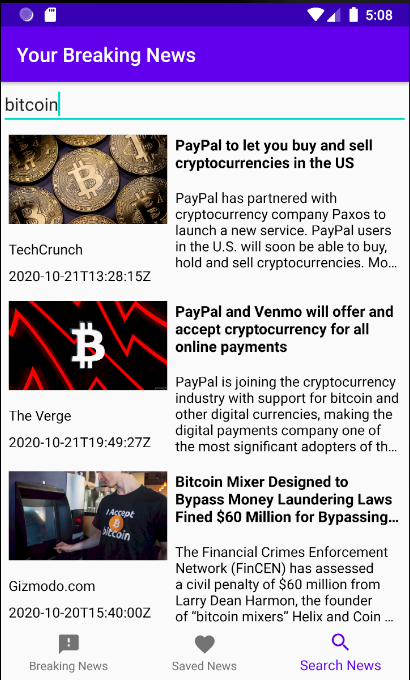 5:08
Your Breaking News
bitcoin
PayPal to let you buy and sell
cryptocurrencies in the US
PayPal has partnered with
cryptocurrency company Paxos to
launch a new service. PayPal users
in the U.S. will soon be able to buy,
hold and sell cryptocurrencies. Mo...
TechCrunch
2020-10-21T13:28:15Z
PayPal and Venmo will offer and
accept cryptocurrency for all
online payments
PayPal is joining the cryptocurrency
industry with support for bitcoin and
other digital currencies, making the
digital payments company one of
the most significant adopters of th...
The Verge
2020-10-21T19:49:27Z
Bitcoin Mixer Designed to
Bypass Money Laundering Laws
Fined $60 Million for Bypassing...
I Accept
bitcoin
The Financial Crimes Enforcement
Network (FinCEN) has assessed
a civil penalty of $60 million from
Larry Dean Harmon, the founder
of “bitcoin mixers” Helix and Coin ...
Gizmodo.com
2020-10-20T15:40:00Z
Breaking News
Saved News
Search News